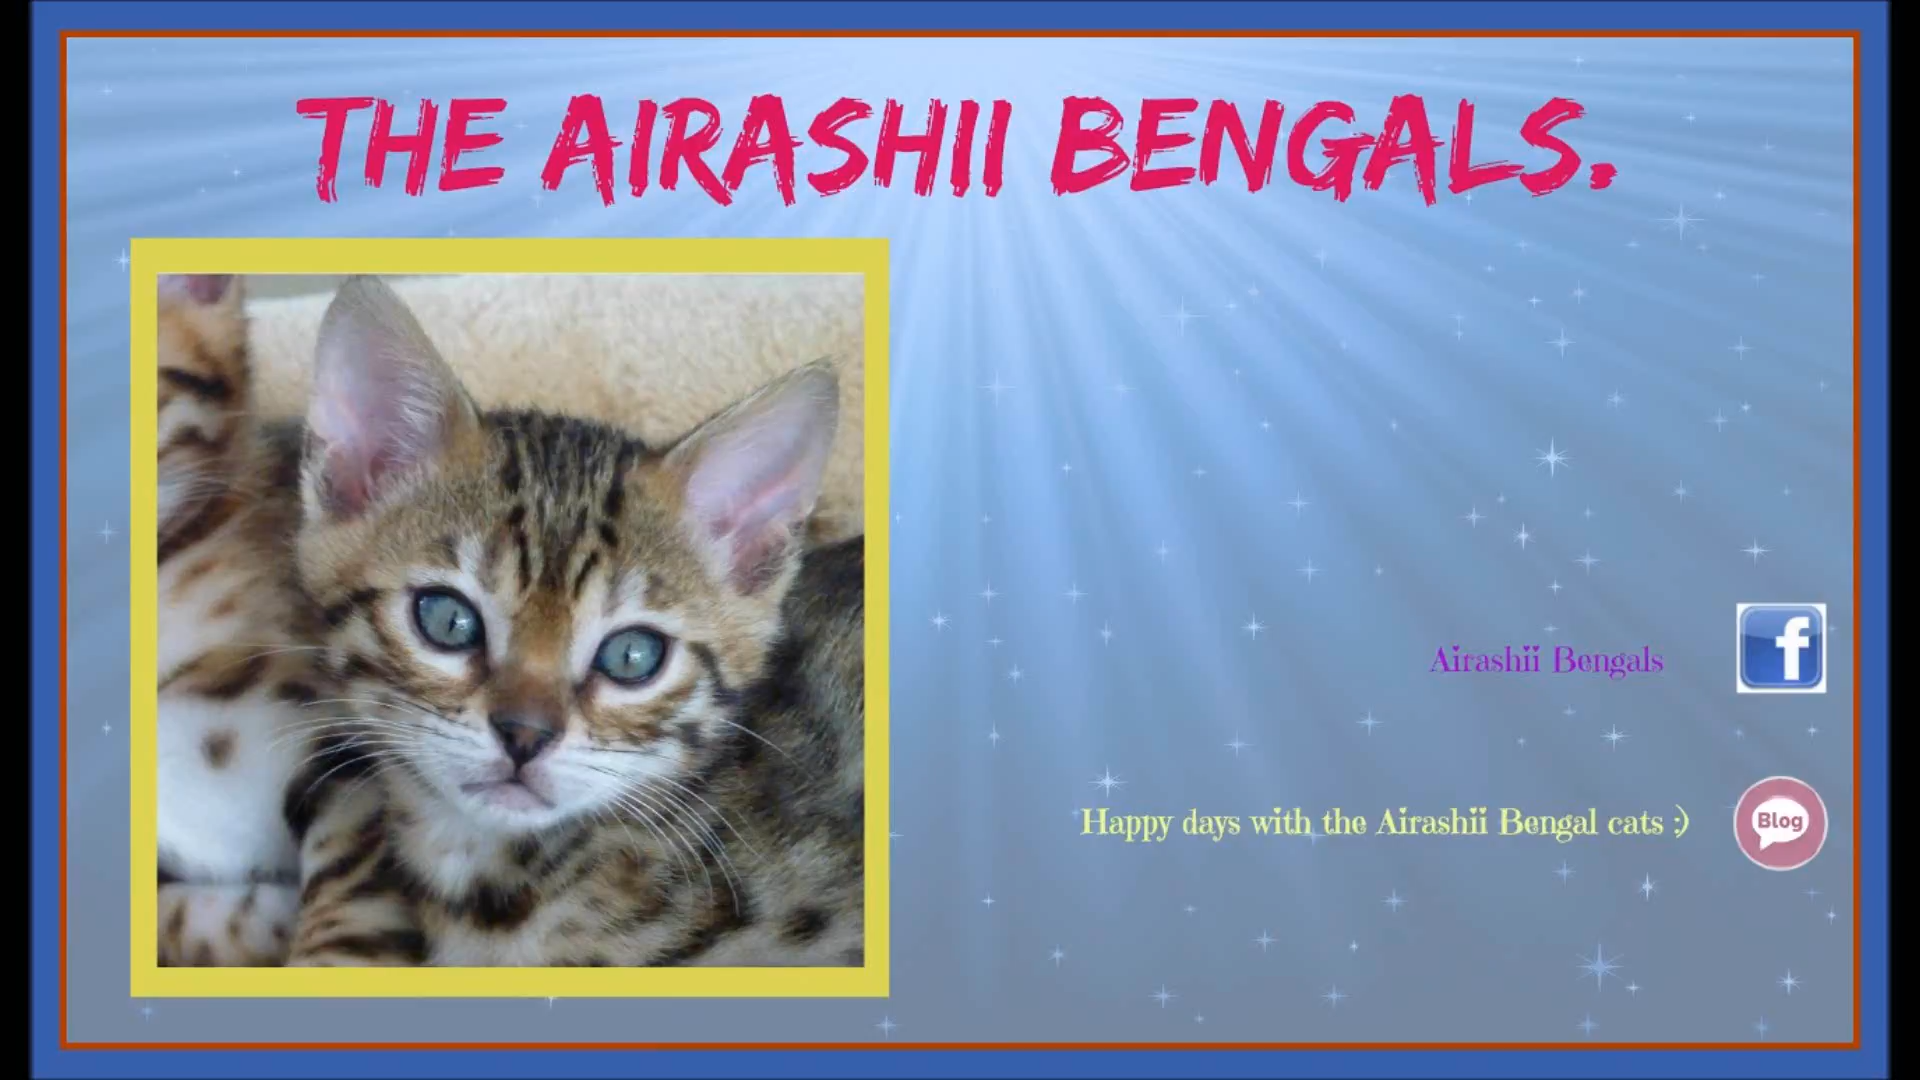 THE AIRASHII BENGALS.
Airashii Bengals
f
Happy days with the Airashii Bengal cats :)
Blog